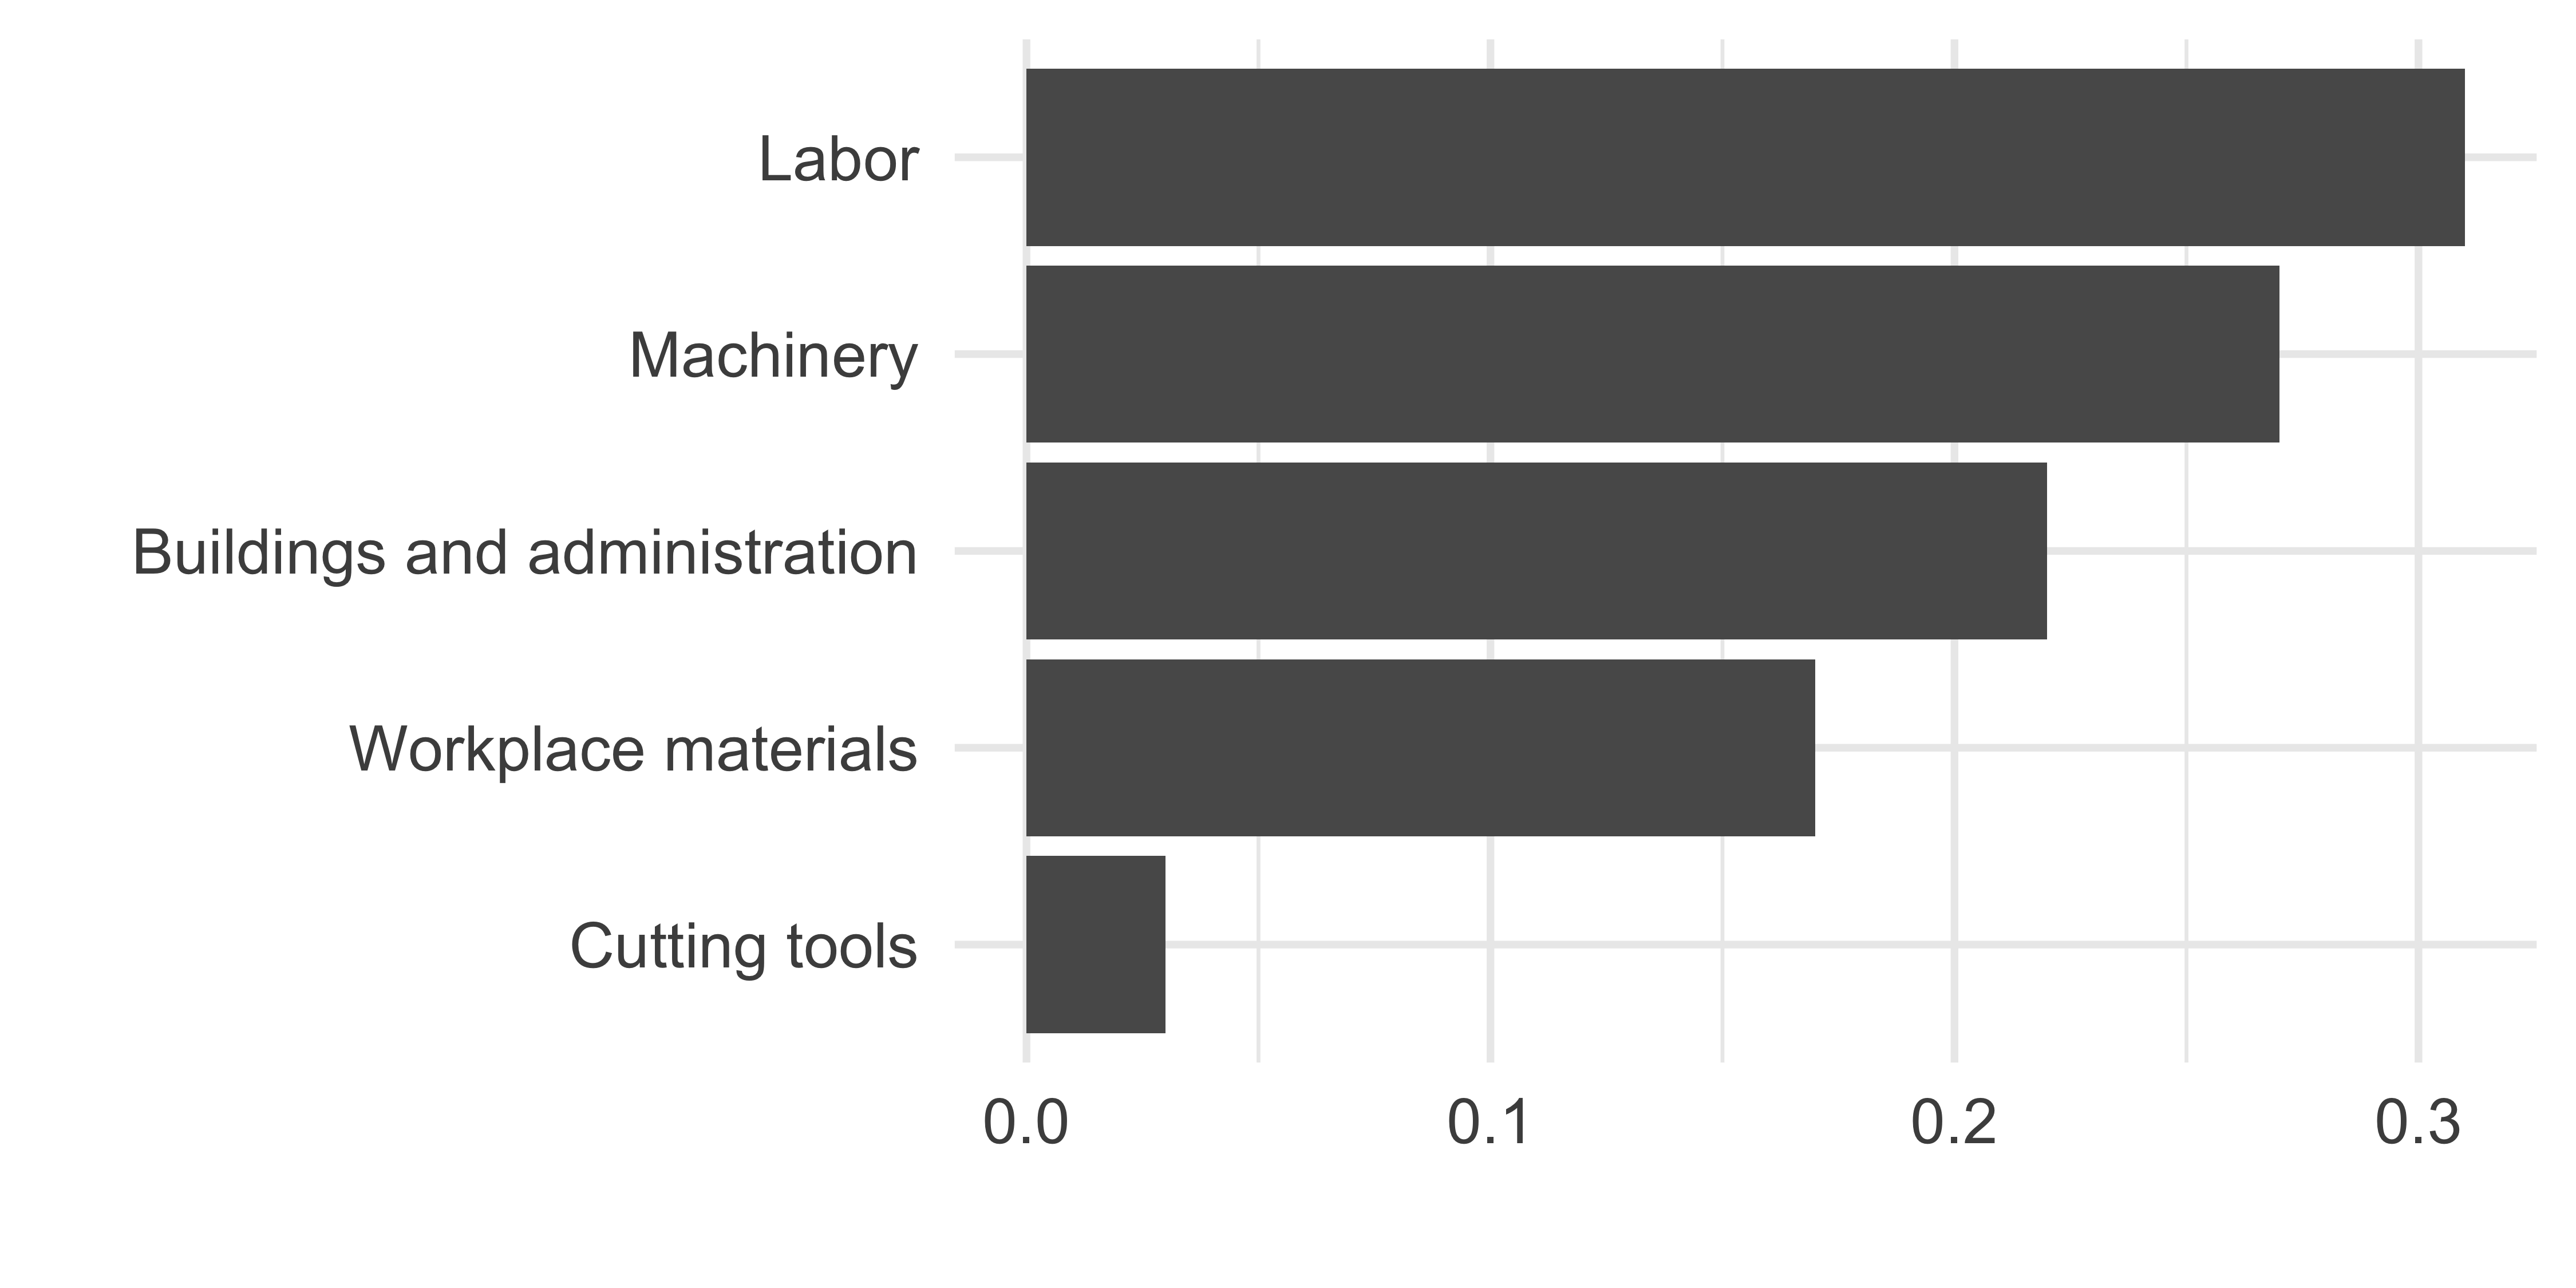 Labor
Machinery
Buildings and administration
Workplace materials
Cutting tools
0.0 0.1 0.2 0.3